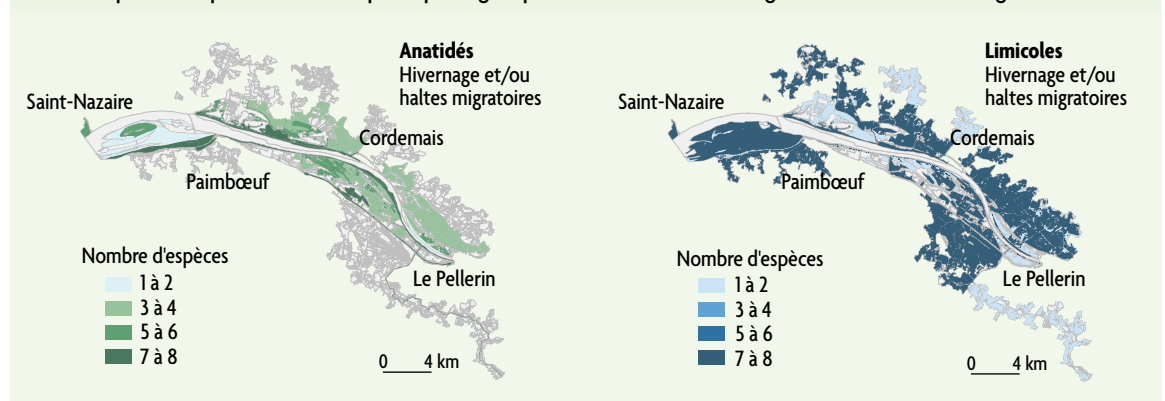 Anatidés
Hivernage et/ou
haltes migratoires
Saint-Nazaire
Cordemais
Paimbœuf
Le Pellerin
Nombre d'espèces
1 à 2
3 à 4
5 à 6
7 à 8
0 4 km
Limicoles
Hivernage et/ou
haltes migratoires
Saint-Nazaire
Cordemais
Paimbœuf
Le Pellerin
Nombre d'espèces
1 à 2
3 à 4
5 à 6
7 à 8
0 4 km